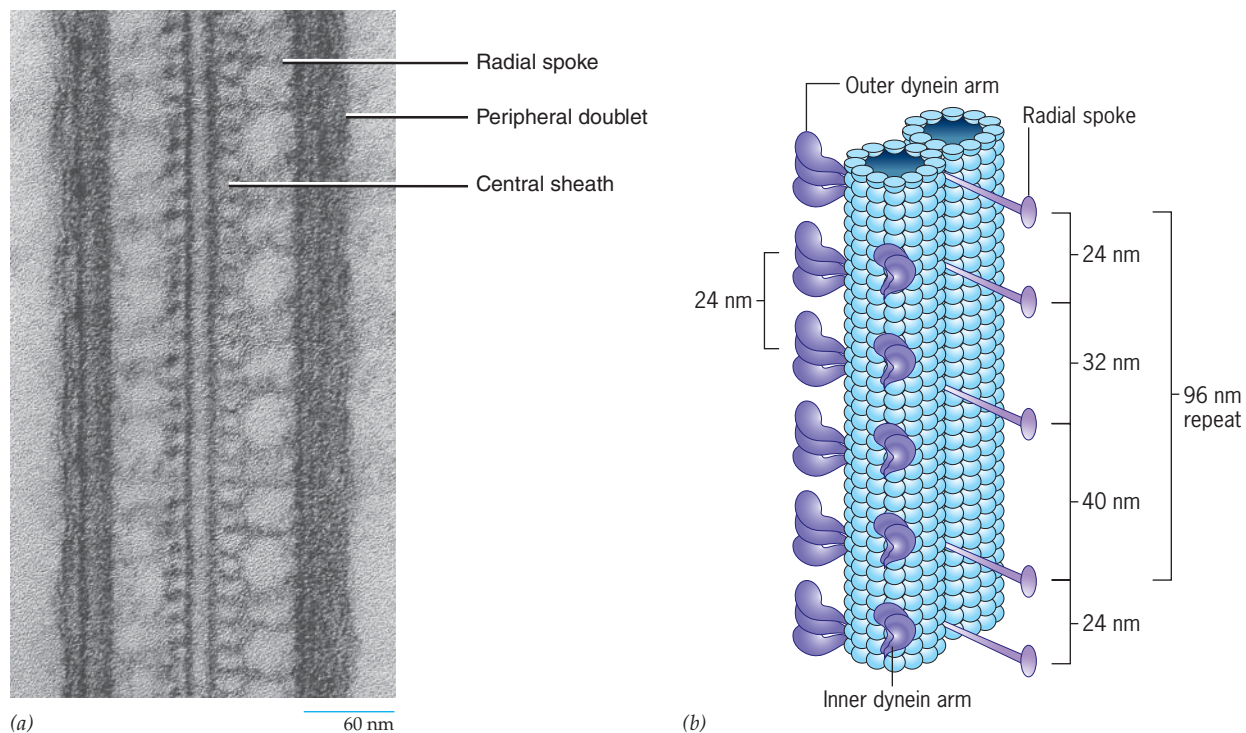 Radial spoke
Peripheral doublet
Central sheath
60 nm
(a)
Outer dynein arm
Radial spoke
24 nm
24 nm
32 nm
96 nm
repeat
40 nm
24 nm
Inner dynein arm
(b)